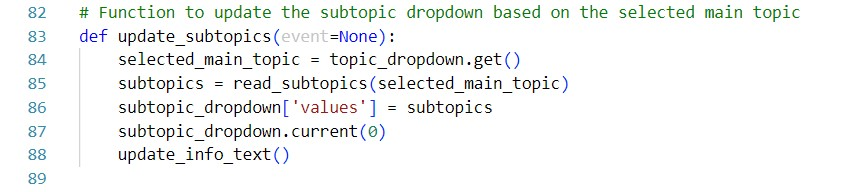 82 # Function to update the subtopic dropdown based on the selected main topic
83 def update_subtopics(event=None):
84     selected_main_topic = topic_dropdown.get()
85     subtopics = read_subtopics(selected_main_topic)
86     subtopic_dropdown['values'] = subtopics
87     subtopic_dropdown.current(0)
88     update_info_text()
89